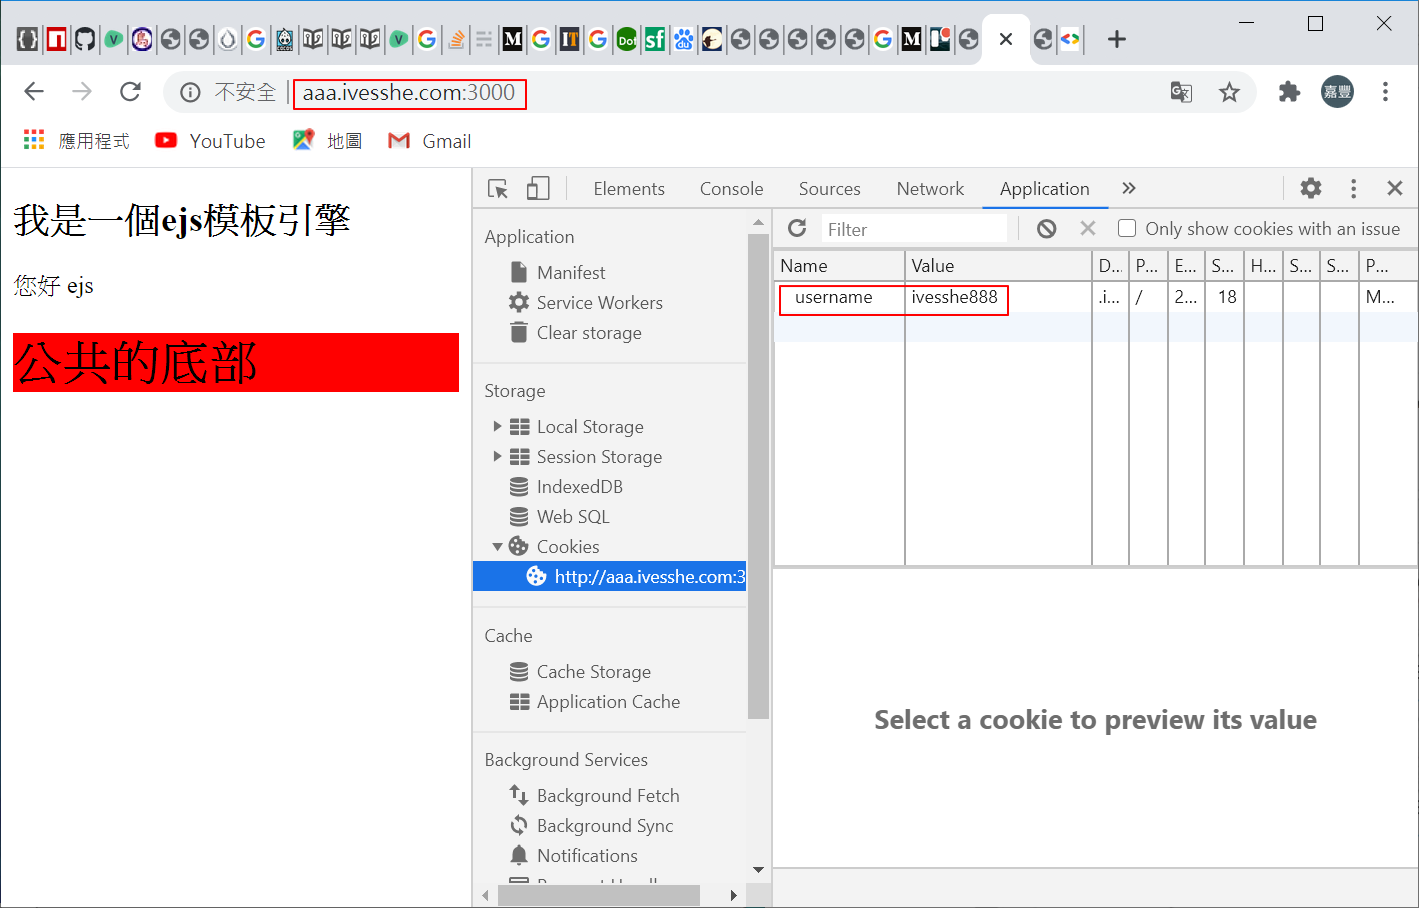 不安全 aaa.ivesshe.com:3000
嘉豐
應用程式 YouTube 地圖 Gmail
我是一個ejs模板引擎
您好 ejs
公共的底部
Elements Console Sources Network Application
Application
Manifest
Service Workers
Clear storage
Storage
Local Storage
Session Storage
IndexedDB
Web SQL
Cookies
http://aaa.ivesshe.com:3
Cache
Cache Storage
Application Cache
Background Services
Background Fetch
Background Sync
Notifications
Filter Only show cookies with an issue
Name Value D... P... E... S... H... S... S... P...
username ivesshe888 .i... / 2... 18 M...
Select a cookie to preview its value